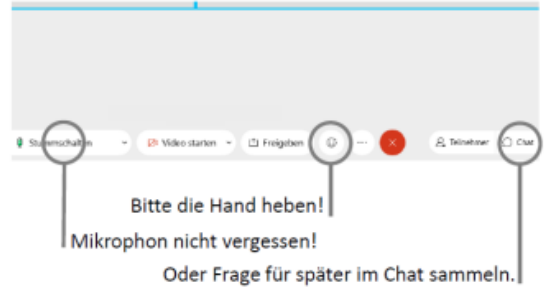 Stummschalten Video starten Freigeben Teilnehmer Chat
Bitte die Hand heben!
Mikrophon nicht vergessen!
Oder Frage für später im Chat sammeln.